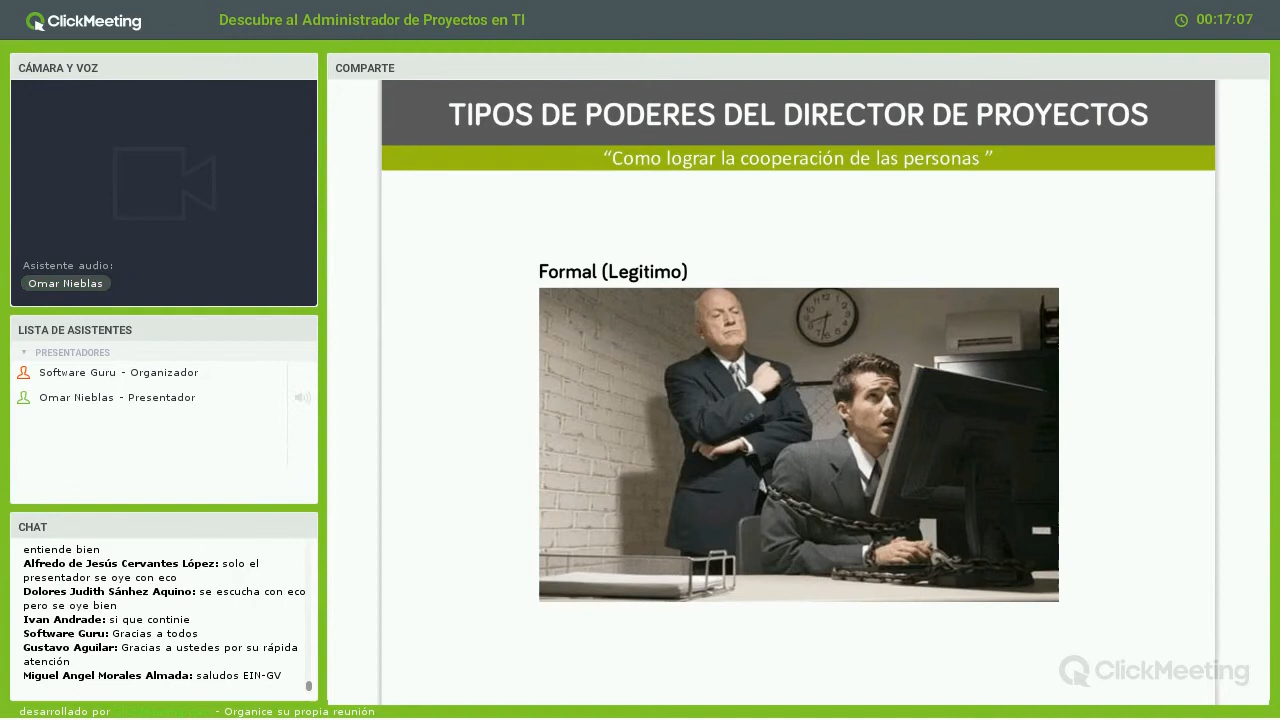 ClickMeeting
Descubre al Administrador de Proyectos en TI
00:17:07
CÁMARA Y VOZ
Asistente audio:
Omar Nieblas
LISTA DE ASISTENTES
PRESENTADORES
Software Guru - Organizador
Omar Nieblas - Presentador
CHAT
entiende bien
Alfredo de Jesús Cervantes López: solo el
presentador se oye con eco
Dolores Judith Sánhez Aquino: se escucha con eco
pero se oye bien
Ivan Andrade: si que continie
Software Guru: Gracias a todos
Gustavo Aguilar: Gracias a ustedes por su rápida
atención
Miguel Angel Morales Almada: saludos EIN-GV
desarrollado por - Organice su propia reunión
COMPARTE
TIPOS DE PODERES DEL DIRECTOR DE PROYECTOS
“Como lograr la cooperación de las personas ”
Formal (Legitimo)
ClickMeeting